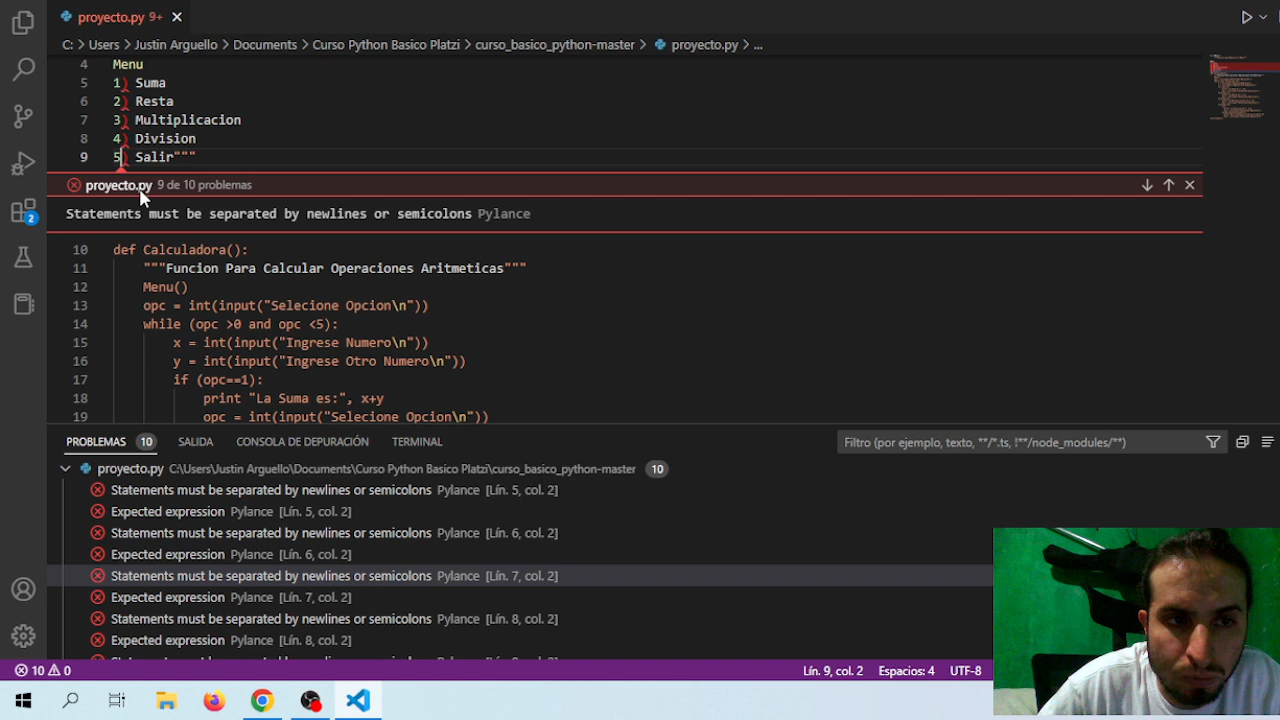 proyecto.py 9+
C: > Users > Justin Arguello > Documents > Curso Python Basico Platzi > curso_basico_python-master > proyecto.py > ...
4 Menu
5 1) Suma
6 2) Resta
7 3) Multiplicacion
8 4) Division
9 5) Salir"""
proyecto.py 9 de 10 problemas
Statements must be separated by newlines or semicolons Pylance
10 def Calculadora():
11 """Funcion Para Calcular Operaciones Aritmeticas"""
12 Menu()
13 opc = int(input("Selecione Opcion\n"))
14 while (opc >0 and opc <5):
15 x = int(input("Ingrese Numero\n"))
16 y = int(input("Ingrese Otro Numero\n"))
17 if (opc==1):
18 print "La Suma es:", x+y
19 opc = int(input("Selecione Opcion\n"))
PROBLEMAS 10 SALIDA CONSOLA DE DEPURACIÓN TERMINAL Filtro (por ejemplo, texto, **/*.ts, !**/node_modules/**)
proyecto.py C:\Users\Justin Arguello\Documents\Curso Python Basico Platzi\curso_basico_python-master 10
Statements must be separated by newlines or semicolons Pylance [Lín. 5, col. 2]
Expected expression Pylance [Lín. 5, col. 2]
Statements must be separated by newlines or semicolons Pylance [Lín. 6, col. 2]
Expected expression Pylance [Lín. 6, col. 2]
Statements must be separated by newlines or semicolons Pylance [Lín. 7, col. 2]
Expected expression Pylance [Lín. 7, col. 2]
Statements must be separated by newlines or semicolons Pylance [Lín. 8, col. 2]
Expected expression Pylance [Lín. 8, col. 2]
2
10 0 Lín. 9, col. 2 Espacios: 4 UTF-8